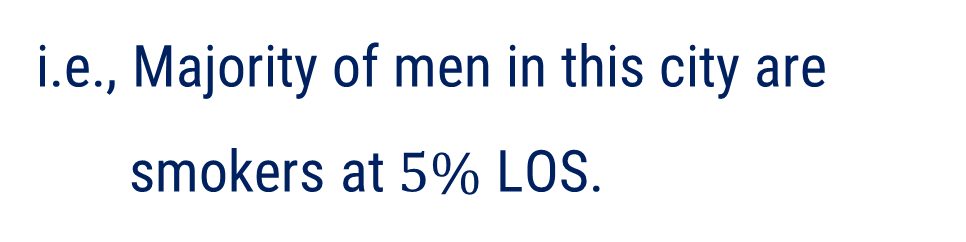 i.e., Majority of men in this city are
smokers at 5% LOS.